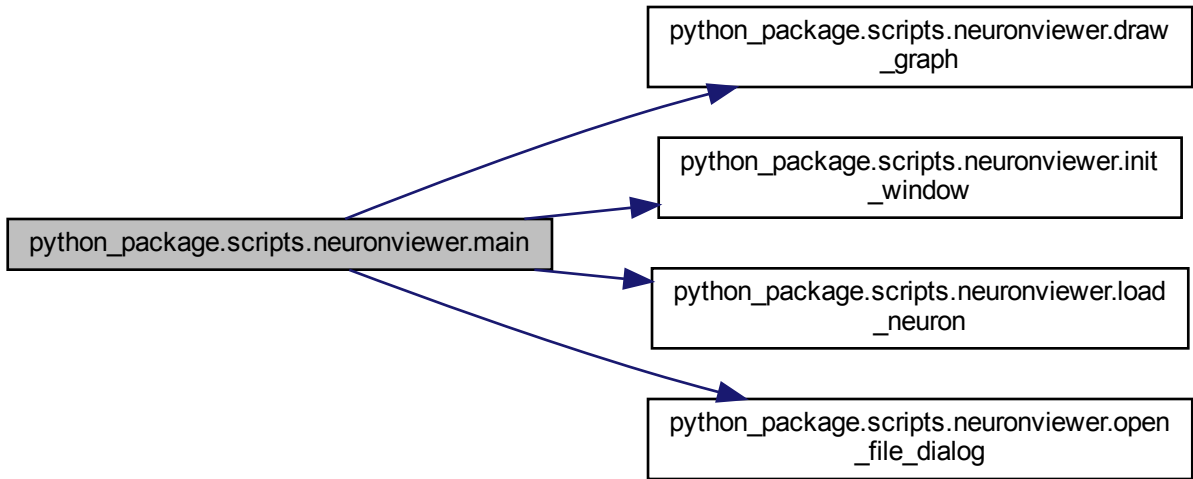 python_package.scripts.neuronviewer.draw
_graph
python_package.scripts.neuronviewer.init
_window
python_package.scripts.neuronviewer.main
python_package.scripts.neuronviewer.load
_neuron
python_package.scripts.neuronviewer.open
_file_dialog